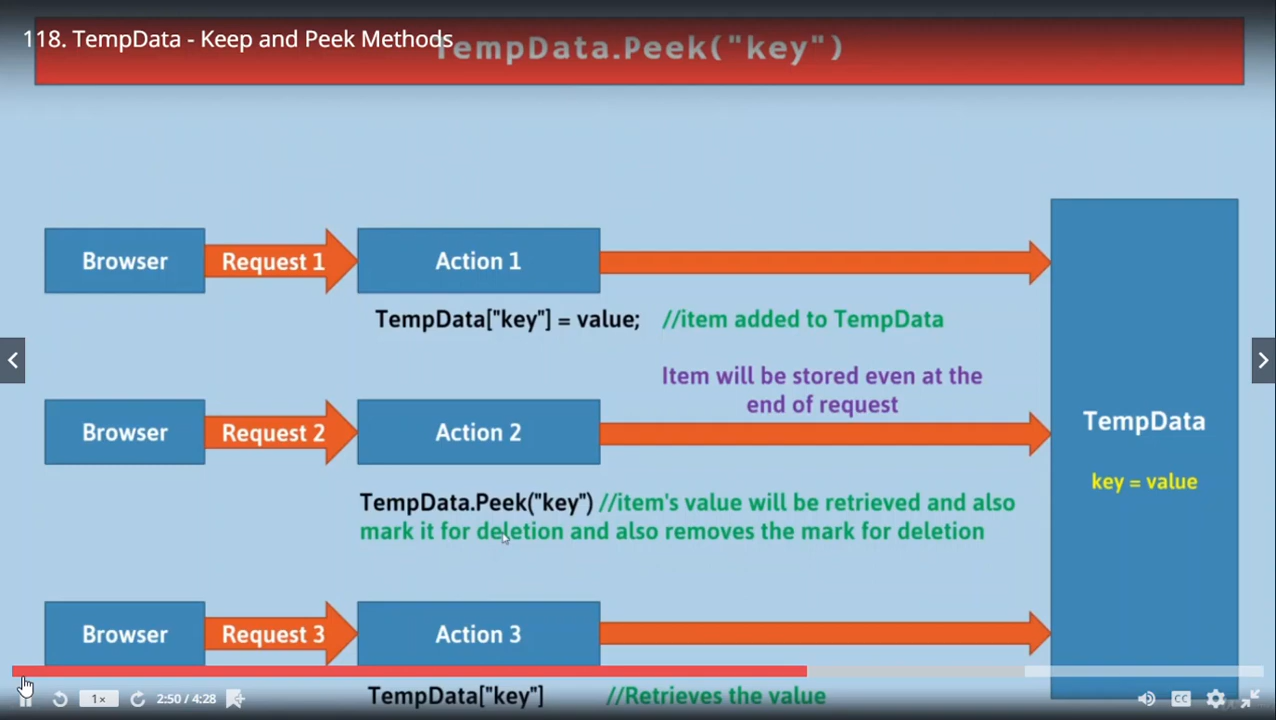 118. TempData - Keep and Peek Methods
TempData.Peek("key")
Browser
Request 1
Action 1
TempData["key"] = value; //item added to TempData
Item will be stored even at the
end of request
Browser
Request 2
Action 2
TempData
key = value
TempData.Peek("key") //item's value will be retrieved and also
mark it for deletion and also removes the mark for deletion
Browser
Request 3
Action 3
1×
2:50 / 4:28
CC
TempData["key"] //Retrieves the value